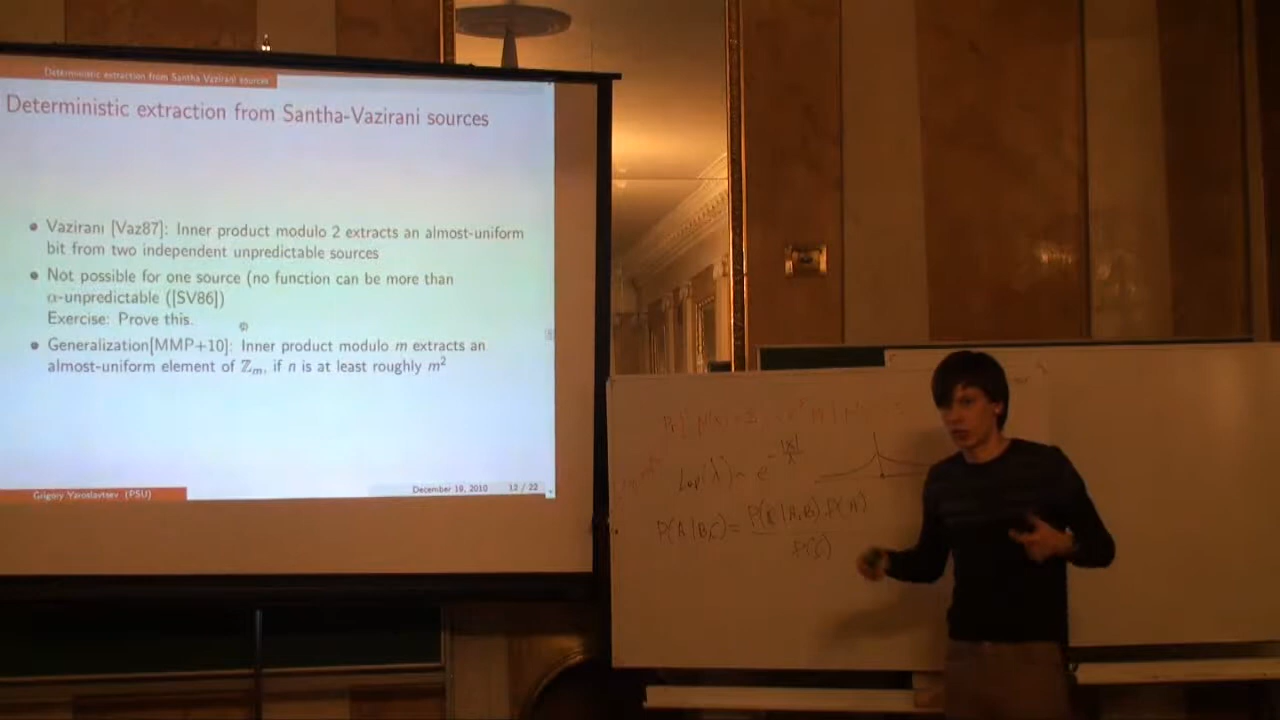 Deterministic extraction from Santha Vazirani sources
Deterministic extraction from Santha-Vazirani sources
• Vazirani [Vaz87]: Inner product modulo 2 extracts an almost-uniform
bit from two independent unpredictable sources
• Not possible for one source (no function can be more than
α-unpredictable ([SV86])
Exercise: Prove this.
• Generalization[MMP+10]: Inner product modulo m extracts an
almost-uniform element of ℤₘ, if n is at least roughly m²
Grigory Yaroslavtsev (PSU)
December 19, 2010
12 / 22
Lap(λ) ~ e^(-|x|/λ)
P(A|B,C) = P(C|A,B)·P(A)
P(C)